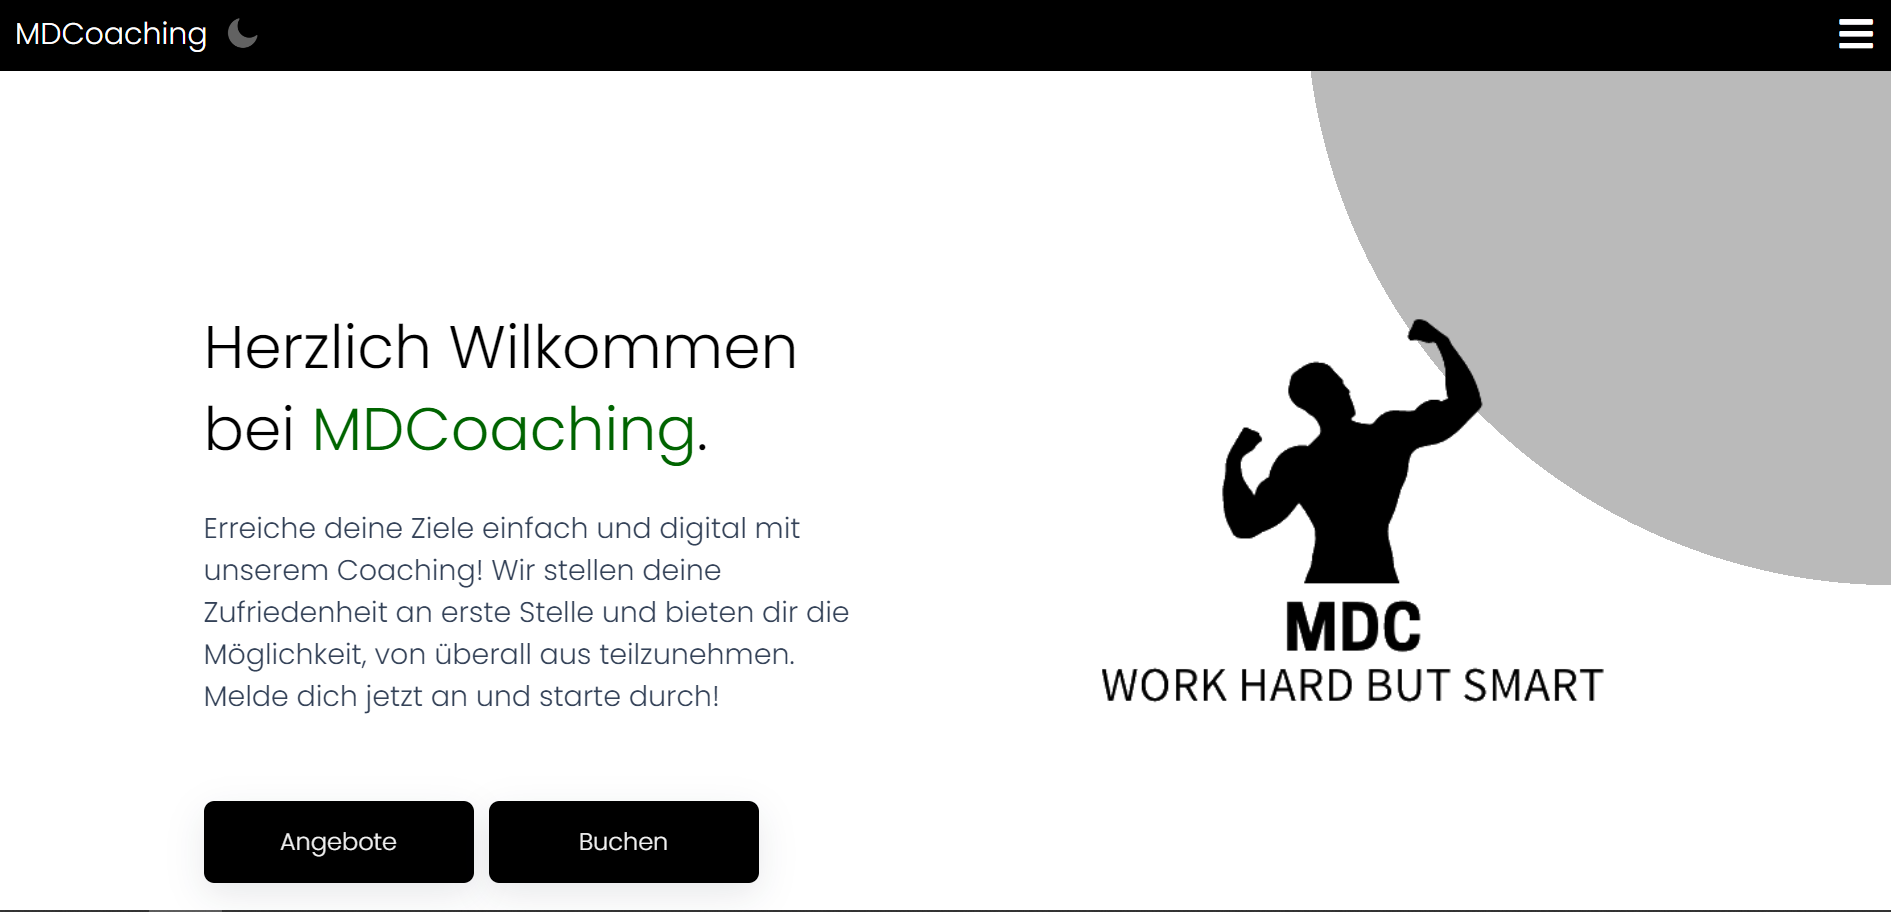 MDCoaching
Herzlich Wilkommen
bei MDCoaching.
Erreiche deine Ziele einfach und digital mit
unserem Coaching! Wir stellen deine
Zufriedenheit an erste Stelle und bieten dir die
Möglichkeit, von überall aus teilzunehmen.
Melde dich jetzt an und starte durch!
Angebote
Buchen
MDC
WORK HARD BUT SMART